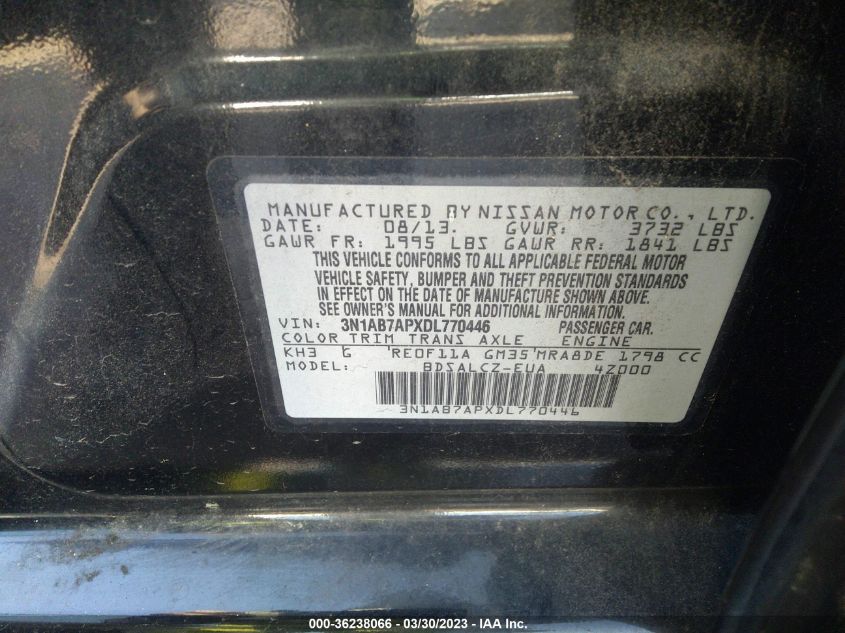 MANUFACTURED BY NISSAN MOTOR CO., LTD.
DATE: 08/13. GVWR: 3732 LBS
GAWR FR: 1995 LBS GAWR RR: 1841 LBS
THIS VEHICLE CONFORMS TO ALL APPLICABLE FEDERAL MOTOR
VEHICLE SAFETY, BUMPER AND THEFT PREVENTION STANDARDS
IN EFFECT ON THE DATE OF MANUFACTURE SHOWN ABOVE.
SEE OWNER'S MANUAL FOR ADDITIONAL INFORMATION.
VIN: 3N1AB7APXDL770446 PASSENGER CAR.
COLOR TRIM TRANS AXLE ENGINE
KH3 G 'RE0F11A GM35'MRA8DE 1798 CC
MODEL: BDSALCZ-EUA 4Z000
3N1AB7APXDL770446
000-36238066 - 03/30/2023 - IAA Inc.